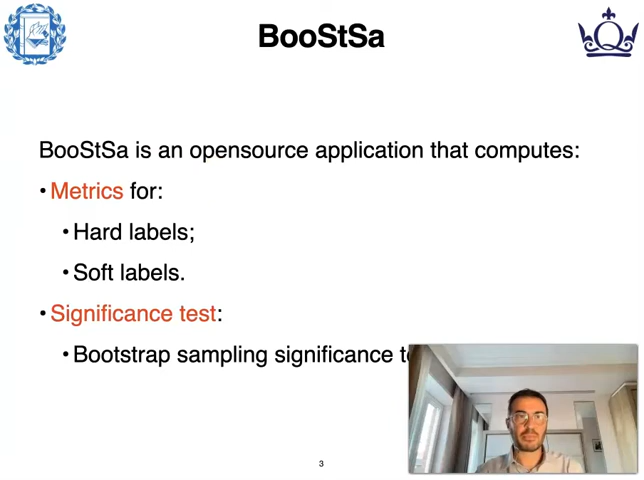 BooStSa
BooStSa is an opensource application that computes:
• Metrics for:
• Hard labels;
• Soft labels.
• Significance test:
• Bootstrap sampling significance
3